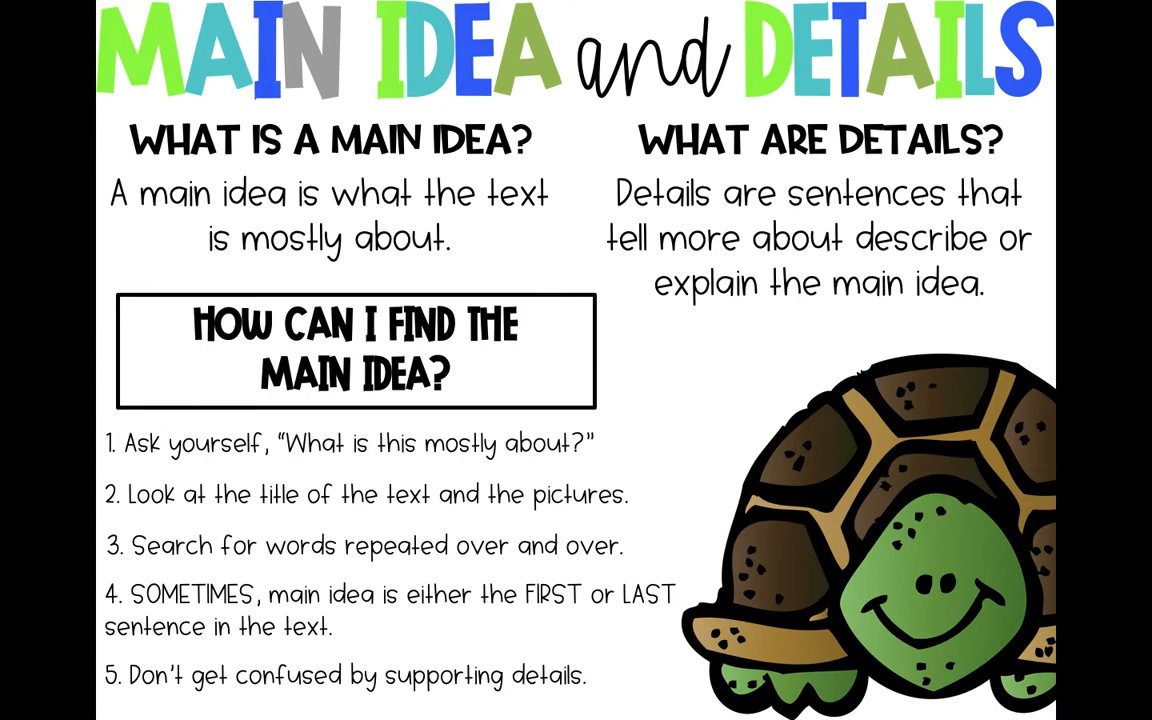 MAIN IDEA and DETAILS
WHAT IS A MAIN IDEA?
A main idea is what the text
is mostly about.
WHAT ARE DETAILS?
Details are sentences that
tell more about describe or
explain the main idea.
HOW CAN I FIND THE
MAIN IDEA?
1. Ask yourself, "What is this mostly about?"
2. Look at the title of the text and the pictures.
3. Search for words repeated over and over.
4. SOMETIMES, main idea is either the FIRST or LAST
sentence in the text.
5. Don't get confused by supporting details.